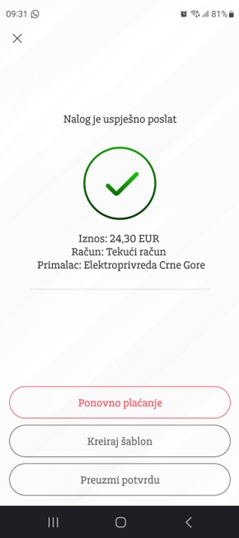 09:31
81%
Nalog je uspješno poslat
Iznos: 24,30 EUR
Račun: Tekući račun
Primalac: Elektroprivreda Crne Gore
Ponovno plaćanje
Kreiraj šablon
Preuzmi potvrdu